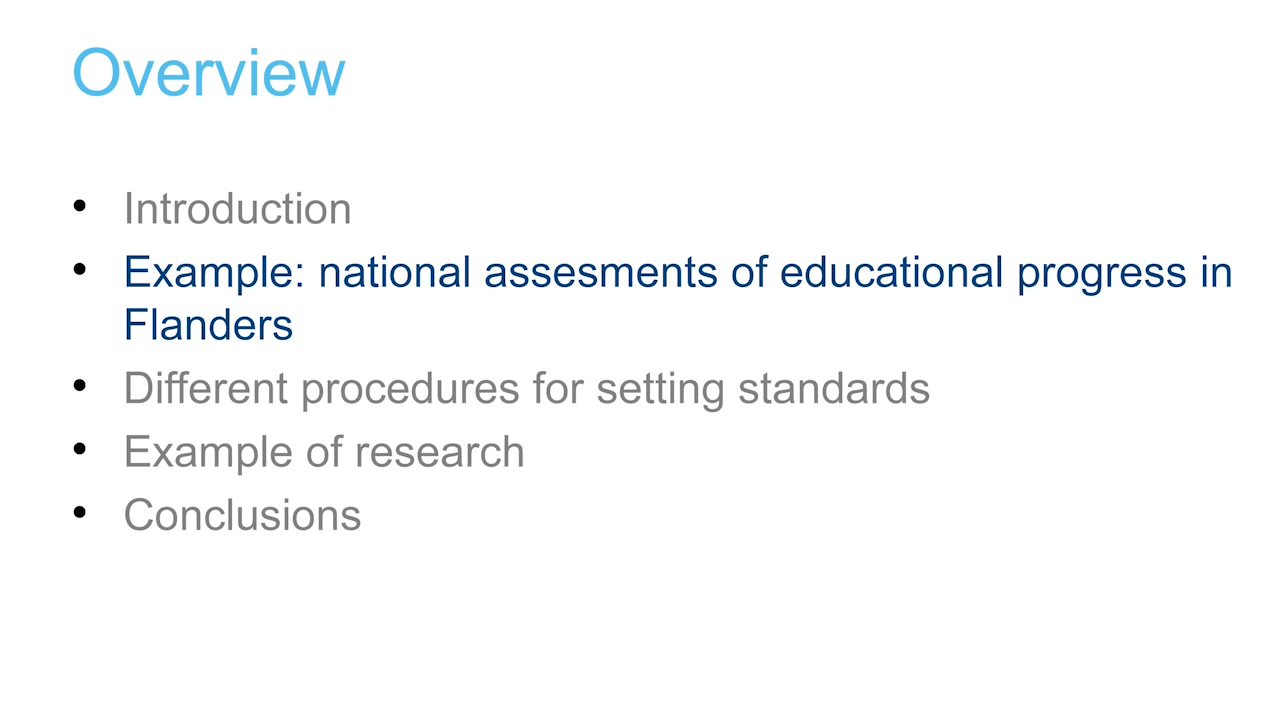 Overview
• Introduction
• Example: national assesments of educational progress in
Flanders
• Different procedures for setting standards
• Example of research
• Conclusions